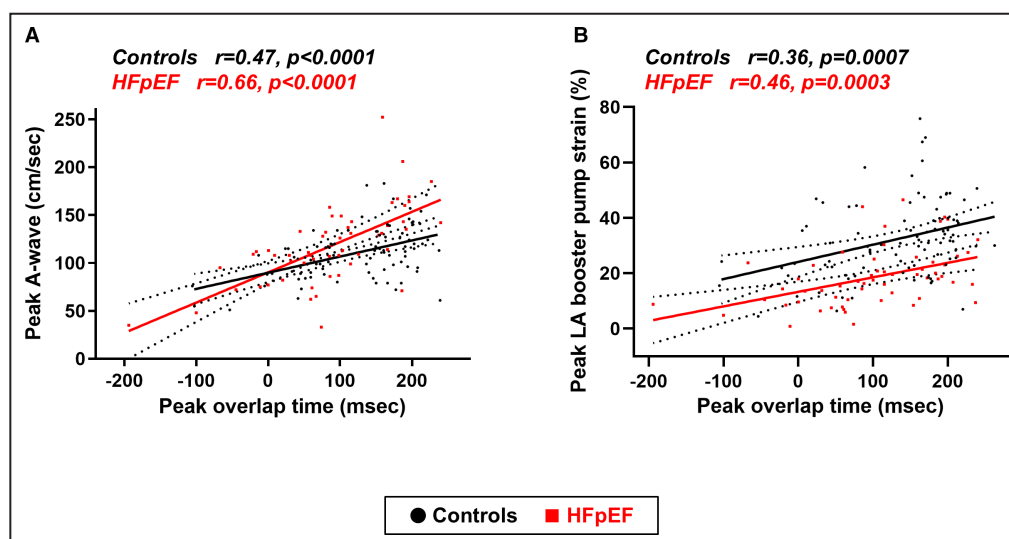 A
Controls r=0.47, p<0.0001
HFpEF r=0.66, p<0.0001
Peak A-wave (cm/sec)
250
200
150
100
50
0
-200 -100 0 100 200
Peak overlap time (msec)
B
Controls r=0.36, p=0.0007
HFpEF r=0.46, p=0.0003
Peak LA booster pump strain (%)
80
60
40
20
0
-200 -100 0 100 200
Peak overlap time (msec)
Controls HFpEF